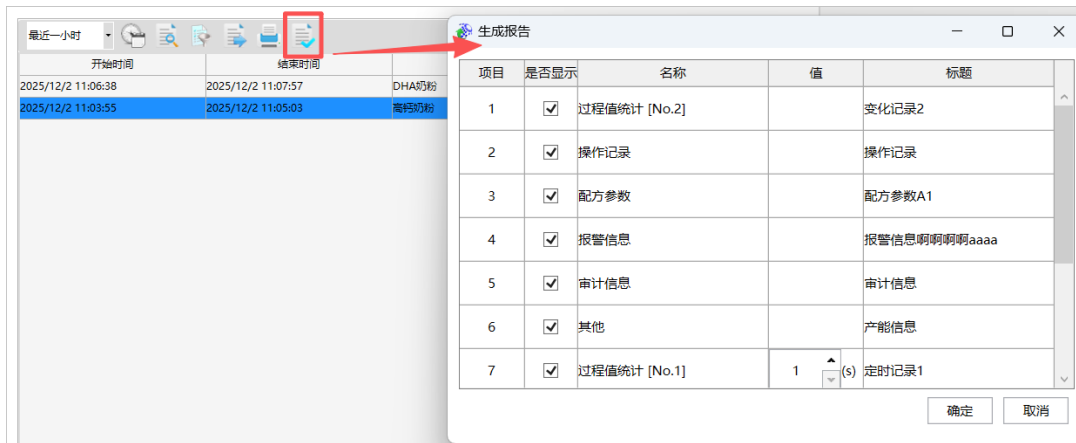 最近一小时
开始时间 结束时间
2025/12/2 11:06:38 2025/12/2 11:07:57 DHA奶粉
2025/12/2 11:03:55 2025/12/2 11:05:03 高钙奶粉
生成报告
项目 是否显示 名称 值 标题
1 过程值统计 [No.2] 变化记录2
2 操作记录 操作记录
3 配方参数 配方参数A1
4 报警信息 报警信息啊啊啊啊aaaa
5 审计信息 审计信息
6 其他 产能信息
7 过程值统计 [No.1] 1 (s) 定时记录1
确定 取消